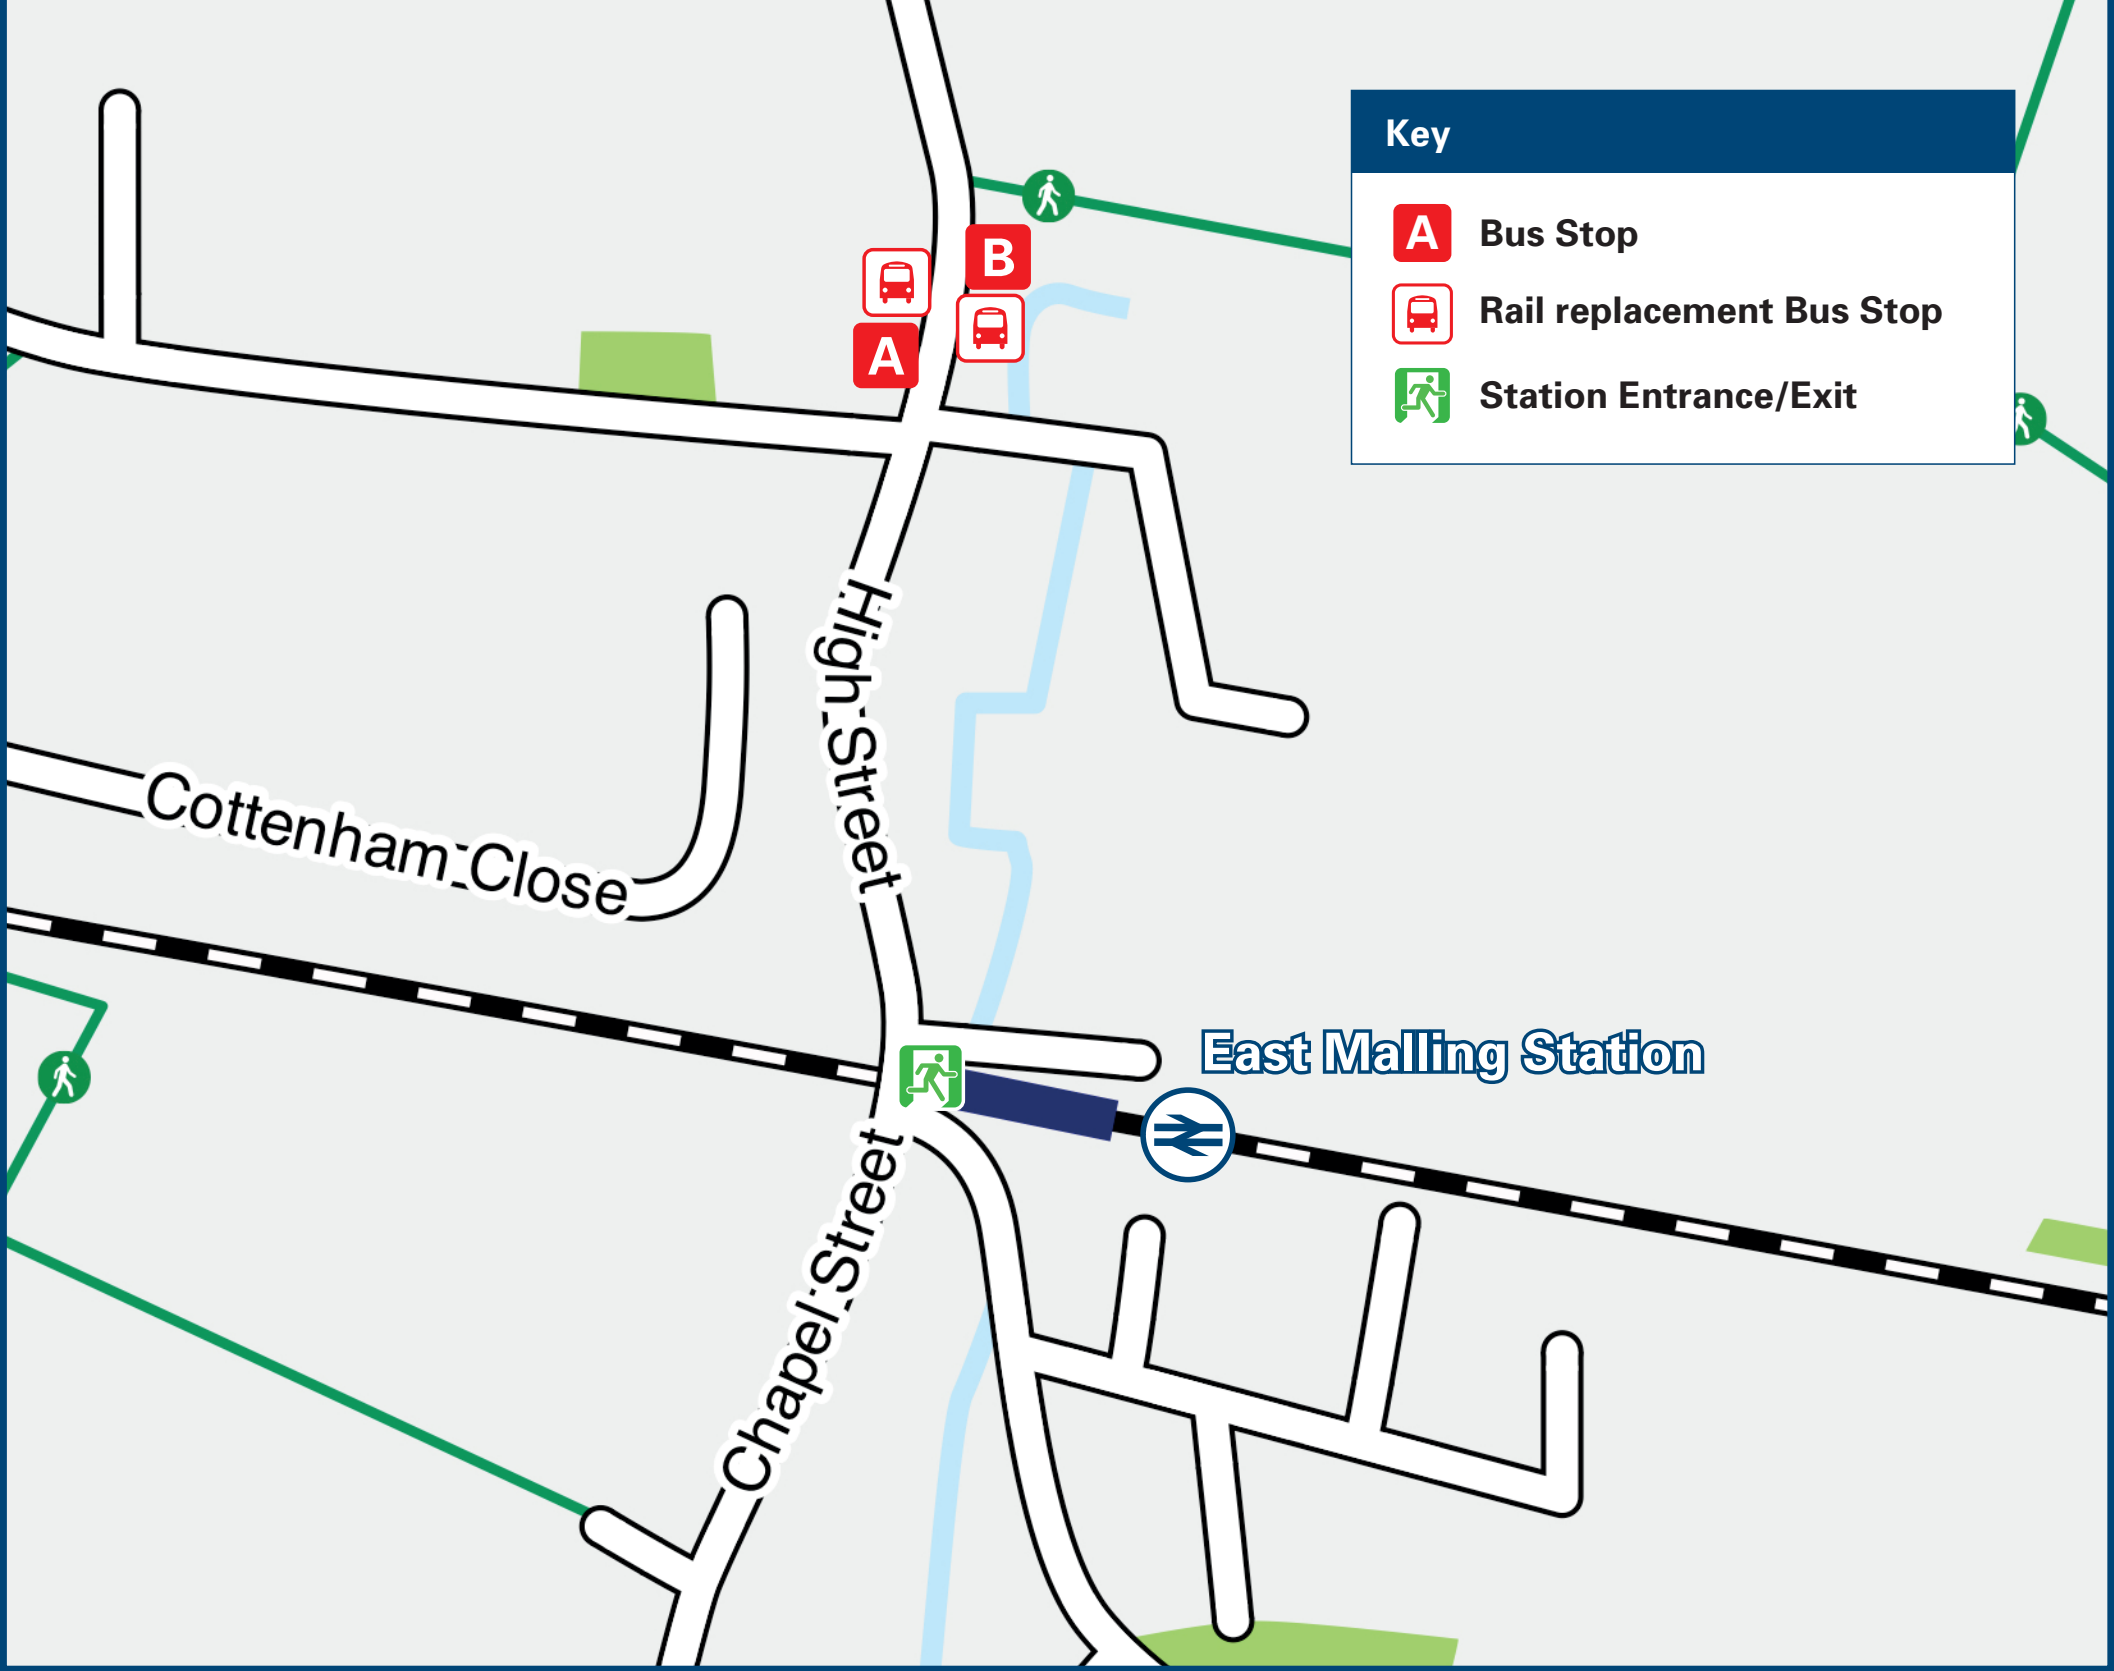 Key
A Bus Stop
Rail replacement Bus Stop
Station Entrance/Exit
B
A
High Street
Cottenham Close
East Malling Station
Chapel Street